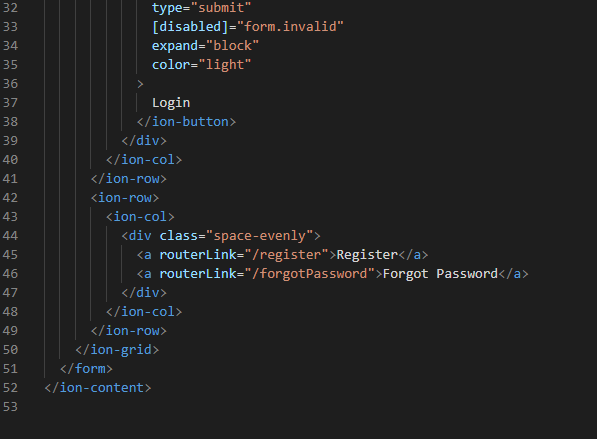 32 type="submit"
33 [disabled]="form.invalid"
34 expand="block"
35 color="light"
36 >
37 Login
38 </ion-button>
39 </div>
40 </ion-col>
41 </ion-row>
42 <ion-row>
43 <ion-col>
44 <div class="space-evenly">
45 <a routerLink="/register">Register</a>
46 <a routerLink="/forgotPassword">Forgot Password</a>
47 </div>
48 </ion-col>
49 </ion-row>
50 </ion-grid>
51 </form>
52 </ion-content>
53